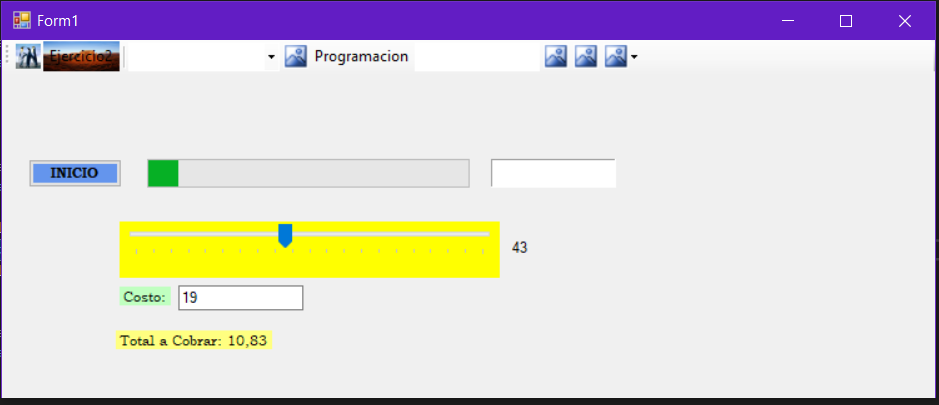 Form1
Ejercicio2 Programacion
INICIO
43
Costo: 19
Total a Cobrar: 10,83